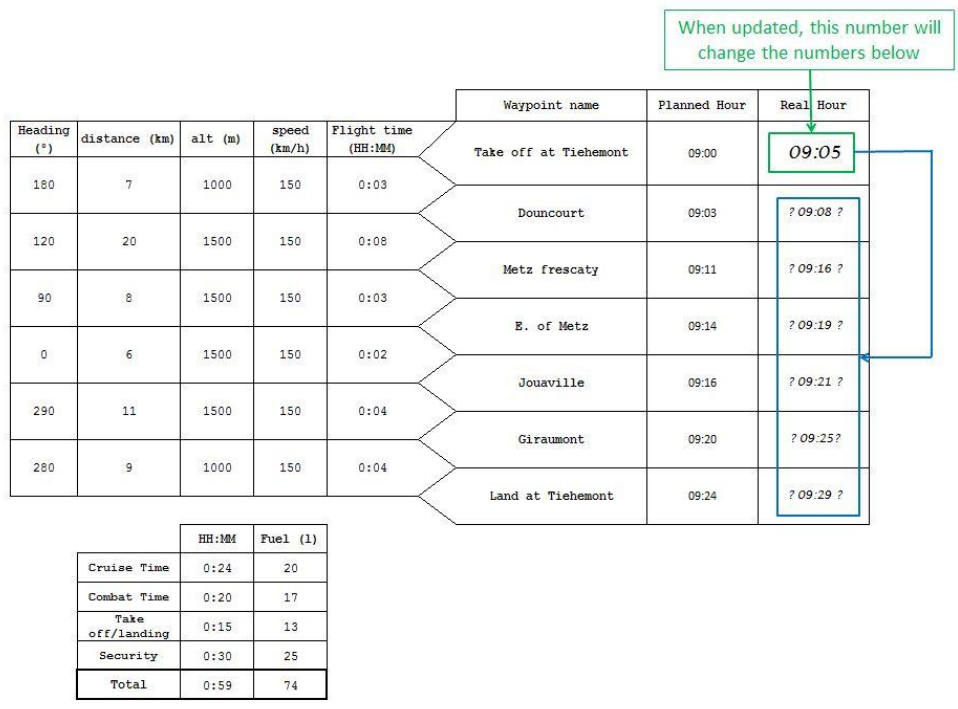 When updated, this number will
change the numbers below
Waypoint name Planned Hour Real Hour
Heading (°) distance (km) alt (m) speed (km/h) Flight time (HH:MM)
Take off at Tiehemont 09:00 09:05
180 7 1000 150 0:03
Douncourt 09:03 ? 09:08 ?
120 20 1500 150 0:08
Metz frescaty 09:11 ? 09:16 ?
90 8 1500 150 0:03
E. of Metz 09:14 ? 09:19 ?
0 6 1500 150 0:02
Jouaville 09:16 ? 09:21 ?
290 11 1500 150 0:04
Giraumont 09:20 ? 09:25?
280 9 1000 150 0:04
Land at Tiehemont 09:24 ? 09:29 ?
HH:MM Fuel (l)
Cruise Time 0:24 20
Combat Time 0:20 17
Take off/landing 0:15 13
Security 0:30 25
Total 0:59 74